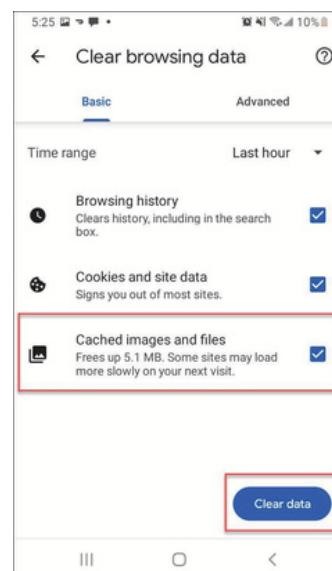 5:25 10%
Clear browsing data
Basic Advanced
Time range Last hour
Browsing history
Clears history, including in the search
box.
Cookies and site data
Signs you out of most sites.
Cached images and files
Frees up 5.1 MB. Some sites may load
more slowly on your next visit.
Clear data